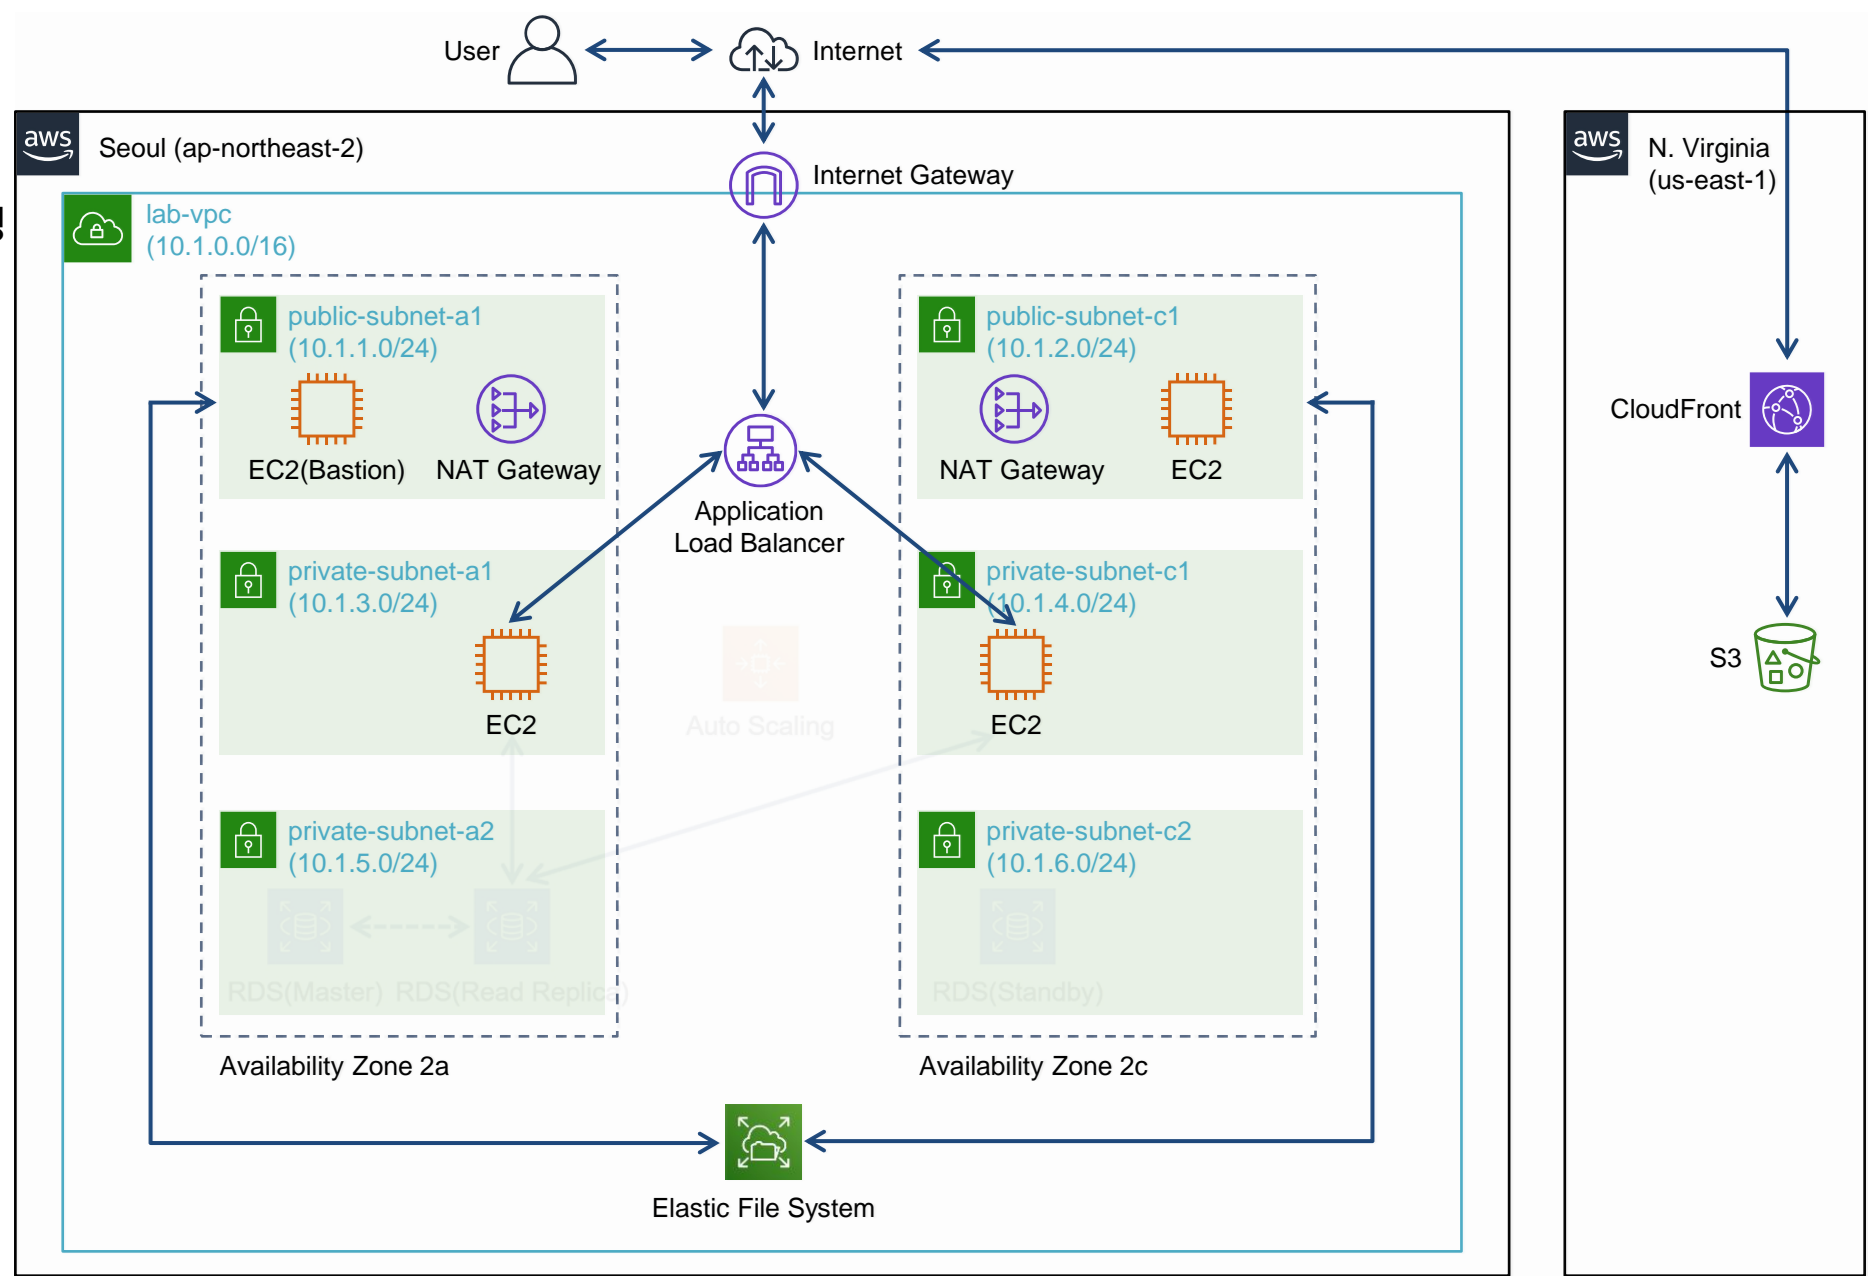 User
Internet
aws
Seoul (ap-northeast-2)
aws
N. Virginia
(us-east-1)
Internet Gateway
lab-vpc
(10.1.0.0/16)
public-subnet-a1
(10.1.1.0/24)
EC2(Bastion)
NAT Gateway
public-subnet-c1
(10.1.2.0/24)
NAT Gateway
EC2
CloudFront
Application
Load Balancer
private-subnet-a1
(10.1.3.0/24)
EC2
Auto Scaling
private-subnet-c1
(10.1.4.0/24)
EC2
S3
private-subnet-a2
(10.1.5.0/24)
RDS(Master)
RDS(Read Replica)
private-subnet-c2
(10.1.6.0/24)
RDS(Standby)
Availability Zone 2a
Availability Zone 2c
Elastic File System